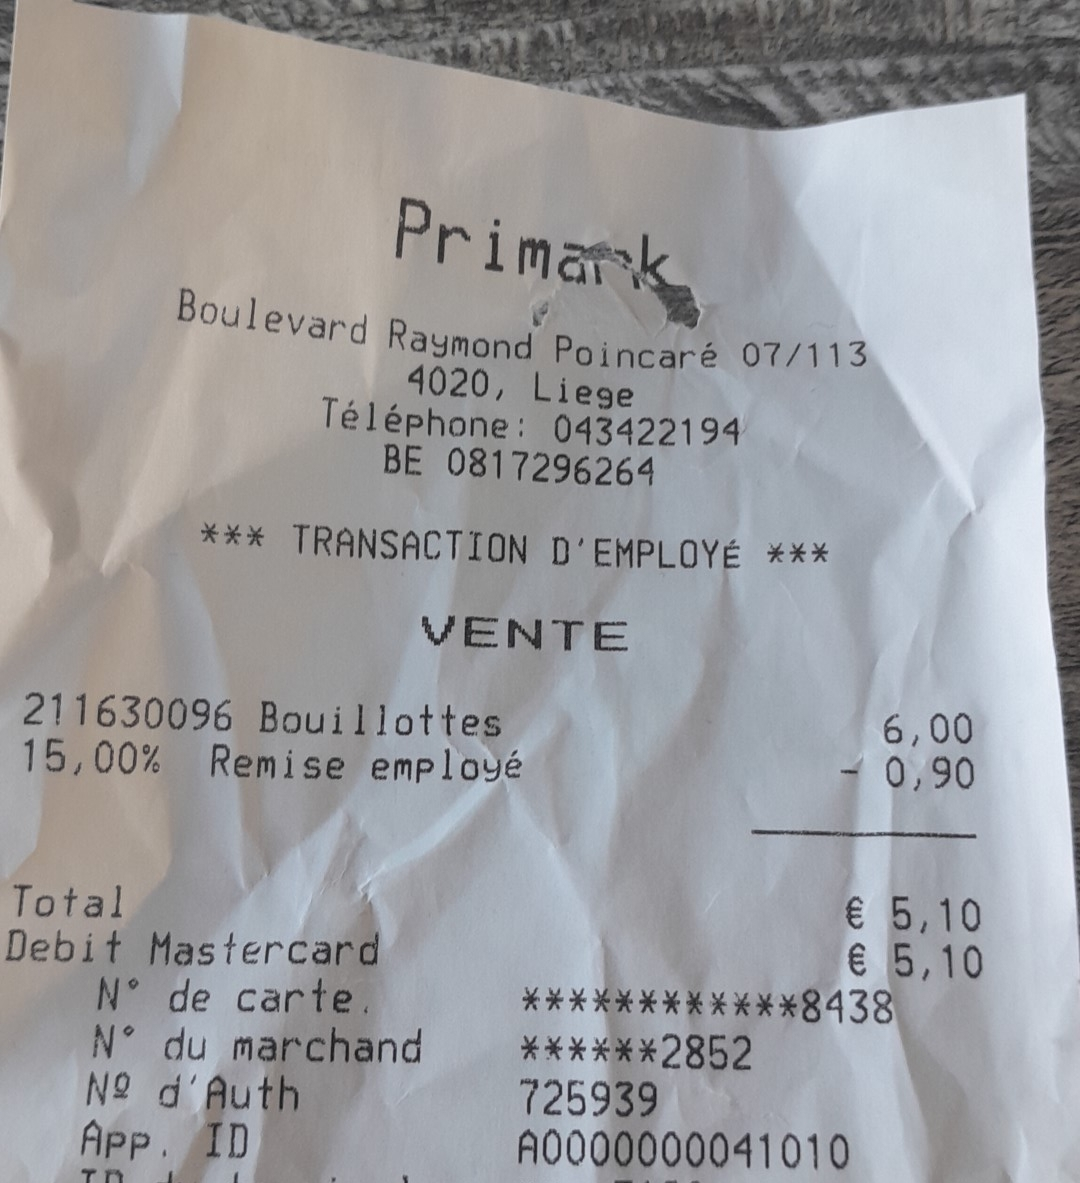 Primark
Boulevard Raymond Poincaré 07/113
4020, Liege
Téléphone: 043422194
BE 0817296264
*** TRANSACTION D'EMPLOYÉ ***
VENTE
211630096 Bouillottes 6,00
15,00% Remise employé - 0,90
Total € 5,10
Debit Mastercard € 5,10
N° de carte. ************8438
N° du marchand ******2852
Nº d'Auth 725939
App. ID A0000000041010